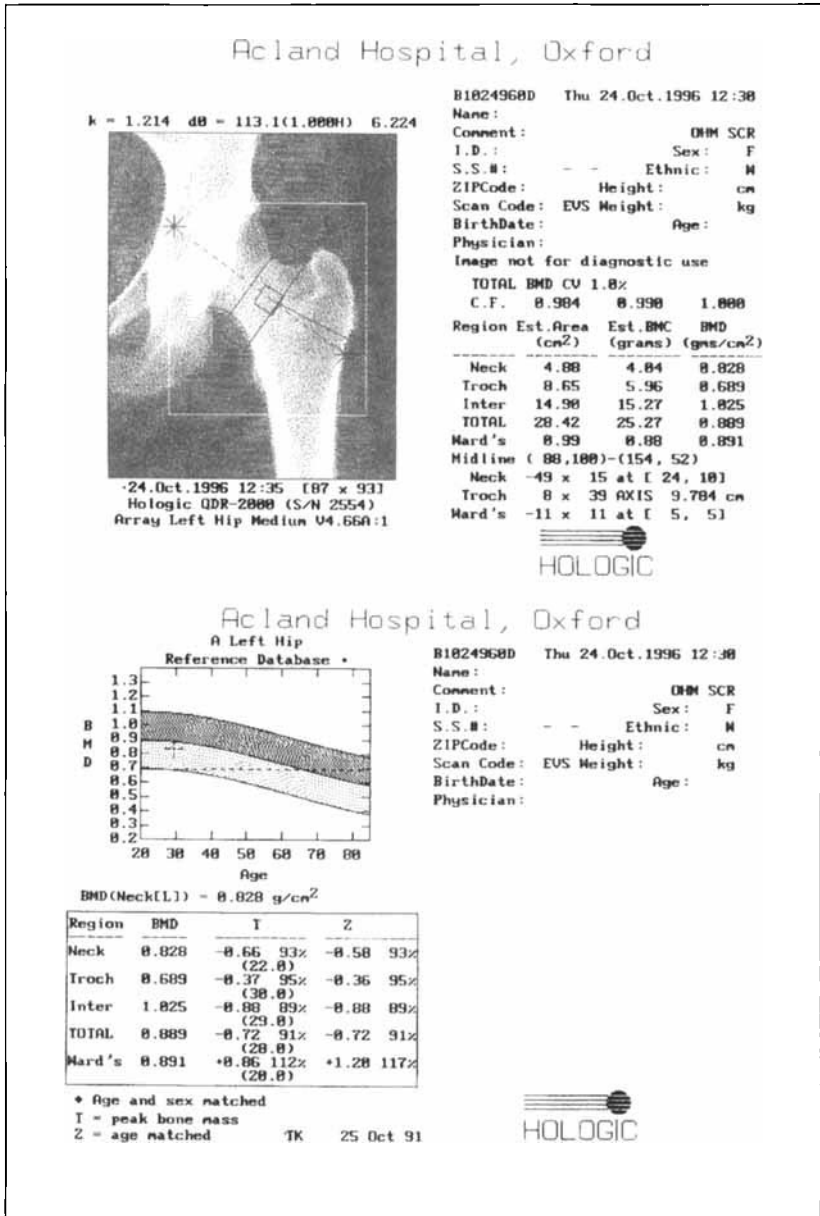 Acland Hospital, Oxford
k = 1.214 d0 = 113.1(1.000H) 6.224
·24.Oct.1996 12:35 [87 x 93]
Hologic QDR-2000 (S/N 2554)
Array Left Hip Medium V4.66A:1
B1024960D Thu 24.Oct.1996 12:30
Name:
Comment: DHM SCR
I.D.: Sex: F
S.S.#: - - Ethnic: W
ZIPCode: Height: cm
Scan Code: EVS Weight: kg
BirthDate: Age:
Physician:
Image not for diagnostic use
TOTAL BMD CV 1.0%
C.F. 0.984 0.990 1.000
Region Est.Area Est.BMC BMD
(cm2) (grams) (gms/cm2)
Neck 4.88 4.04 0.828
Troch 8.65 5.96 0.689
Inter 14.90 15.27 1.025
TOTAL 28.42 25.27 0.889
Ward's 0.99 0.88 0.891
Midline ( 88,100)-(154, 52)
Neck -49 x 15 at [ 24, 10]
Troch 8 x 39 AXIS 9.704 cm
Ward's -11 x 11 at [ 5, 5]
HOLOGIC
Acland Hospital, Oxford
A Left Hip
Reference Database •
1.3
1.2
1.1
1.0
0.9
0.8
0.7
0.6
0.5
0.4
0.3
0.2
B
M
D
20 30 40 50 60 70 80
Age
BMD(Neck[L]) = 0.828 g/cm2
Region BMD T Z
Neck 0.828 -0.66 93% -0.58 93%
(22.0)
Troch 0.689 -0.37 95% -0.36 95%
(30.0)
Inter 1.025 -0.88 89% -0.88 89%
(29.0)
TOTAL 0.889 -0.72 91% -0.72 91%
(28.0)
Ward's 0.891 +0.86 112% +1.20 117%
(20.0)
♦ Age and sex matched
T = peak bone mass
Z = age matched TK 25 Oct 91
B1024960D Thu 24.Oct.1996 12:30
Name:
Comment: DHM SCR
I.D.: Sex: F
S.S.#: - - Ethnic: W
ZIPCode: Height: cm
Scan Code: EVS Weight: kg
BirthDate: Age:
Physician:
HOLOGIC